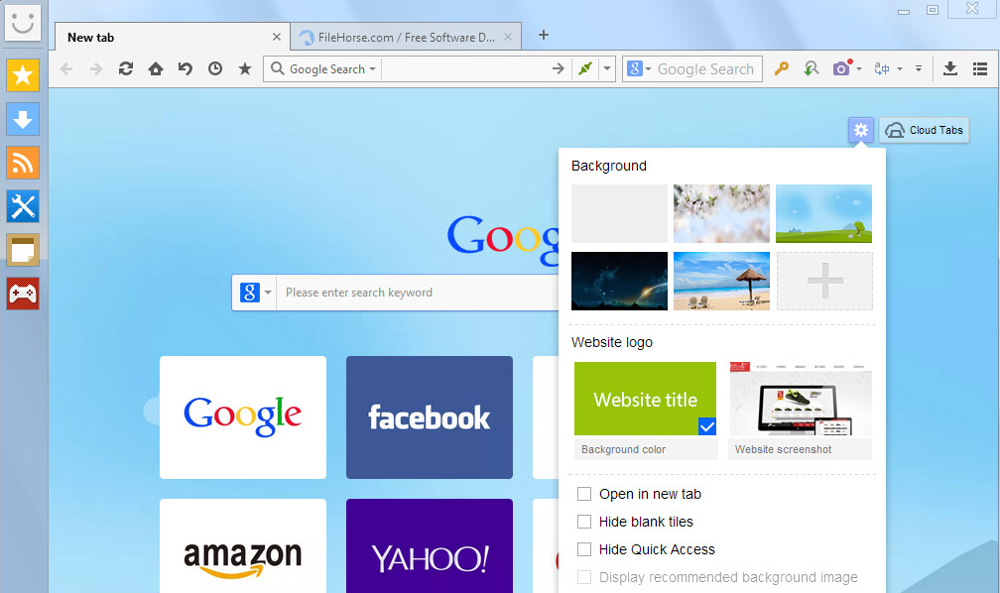 New tab
FileHorse.com / Free Software D...
Google Search
8
Google Search
Cloud Tabs
Background
Goog
8
Please enter search keyword
Website logo
Website title
Background color
Website screenshot
Google
facebook
Open in new tab
Hide blank tiles
Hide Quick Access
Display recommended background image
amazon
YAHOO!